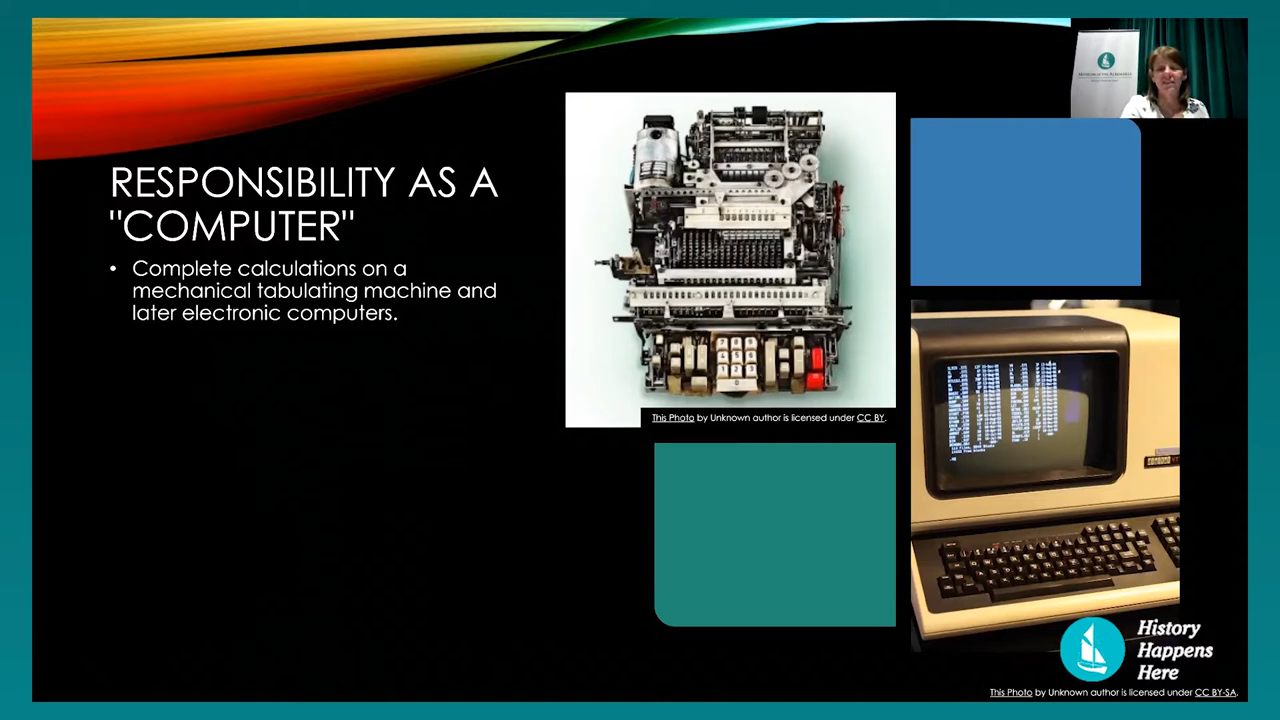 RESPONSIBILITY AS A
"COMPUTER"
• Complete calculations on a
mechanical tabulating machine and
later electronic computers.
This Photo by Unknown author is licensed under CC BY.
History
Happens
Here
This Photo by Unknown author is licensed under CC BY-SA.